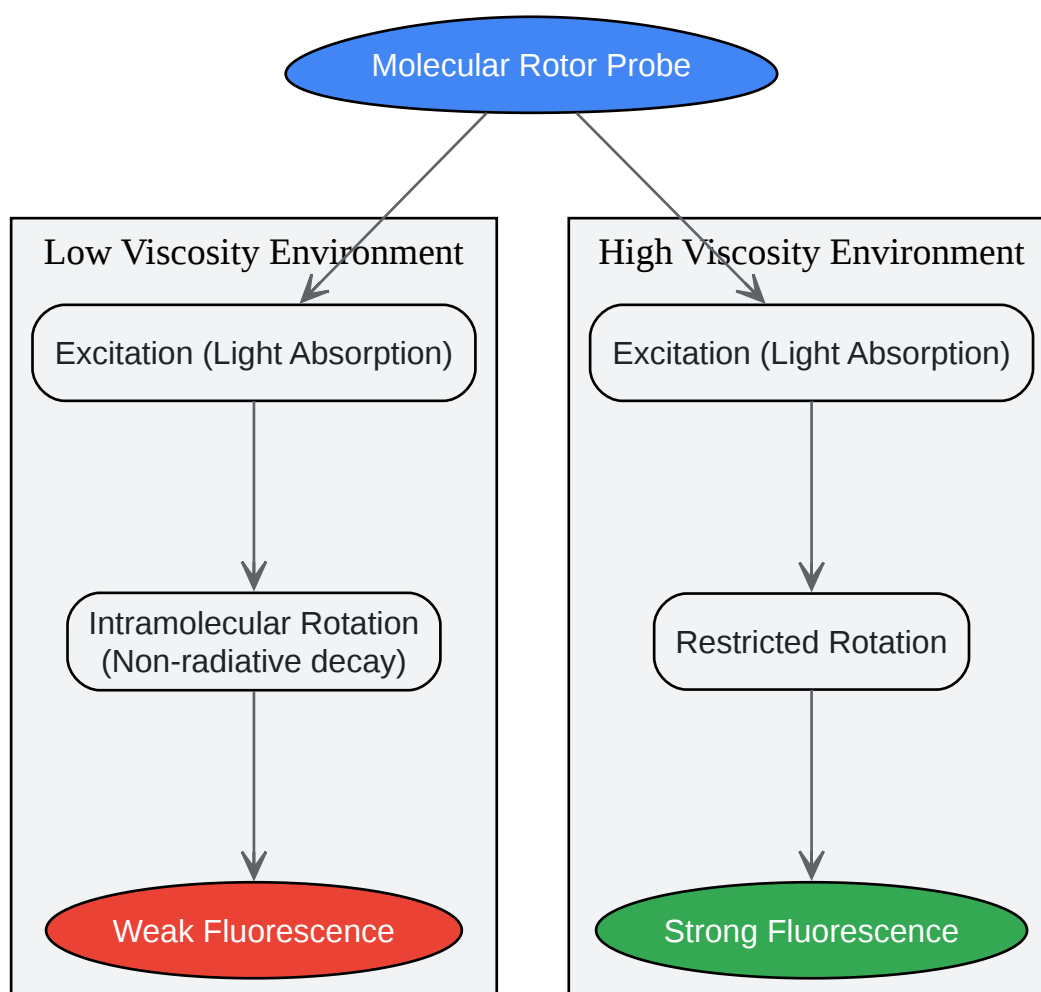 Molecular Rotor Probe
Low Viscosity Environment
Excitation (Light Absorption)
Intramolecular Rotation
(Non-radiative decay)
Weak Fluorescence
High Viscosity Environment
Excitation (Light Absorption)
Restricted Rotation
Strong Fluorescence